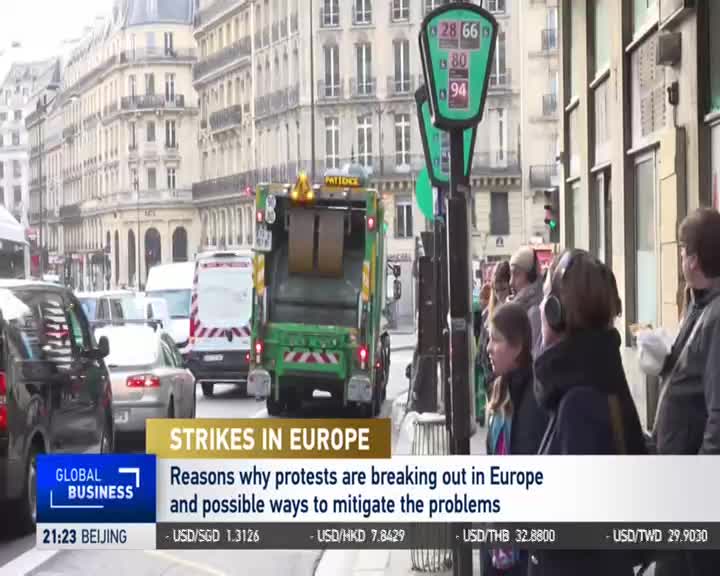 28 66
80
94
PATIENCE
STRIKES IN EUROPE
GLOBAL
BUSINESS
Reasons why protests are breaking out in Europe
and possible ways to mitigate the problems
21:23 BEIJING
- USD/SGD 1.3126 - USD/HKD 7.8429 - USD/THB 32.8800 - USD/TWD 29.9030